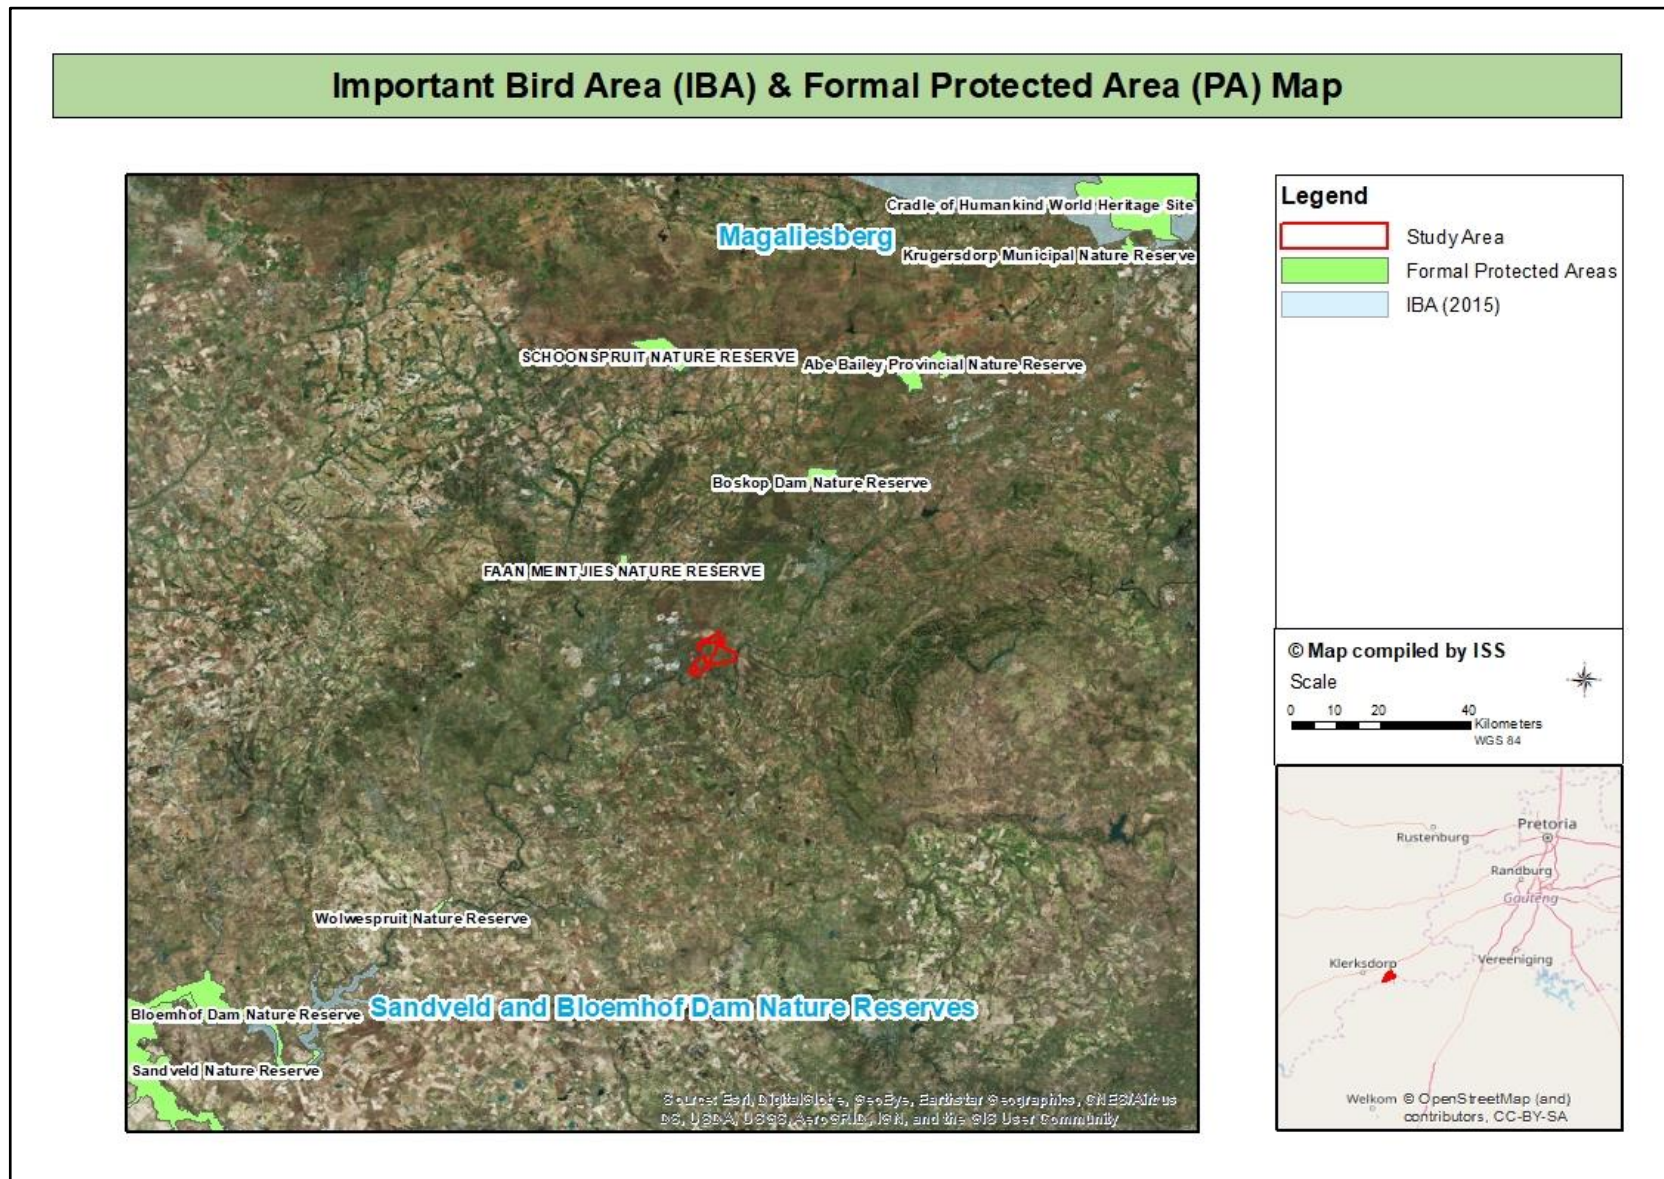 Important Bird Area (IBA) & Formal Protected Area (PA) Map
Cradle of Humankind World Heritage Site
Magaliesberg
Krugersdorp Municipal Nature Reserve
SCHOONSPRUIT NATURE RESERVE
Abe Bailey Provincial Nature Reserve
Boskop Dam Nature Reserve
FAAN MEINTJIES NATURE RESERVE
Wolwespruit Nature Reserve
Bloemhof Dam Nature Reserve
Sandveld and Bloemhof Dam Nature Reserves
Sandveld Nature Reserve
Source: Esri, DigitalGlobe, GeoEye, Earthstar Geographics, CNES/Airbus
DS, USDA, USGS, AeroGRID, IGN, and the GIS User Community
Legend
Study Area
Formal Protected Areas
IBA (2015)
© Map compiled by ISS
Scale
0 10 20 40
Kilometers
WGS 84
Pretoria
Rustenburg
Randburg
Gauteng
Klerksdorp
Vereeniging
Welkom
© OpenStreetMap (and)
contributors, CC-BY-SA